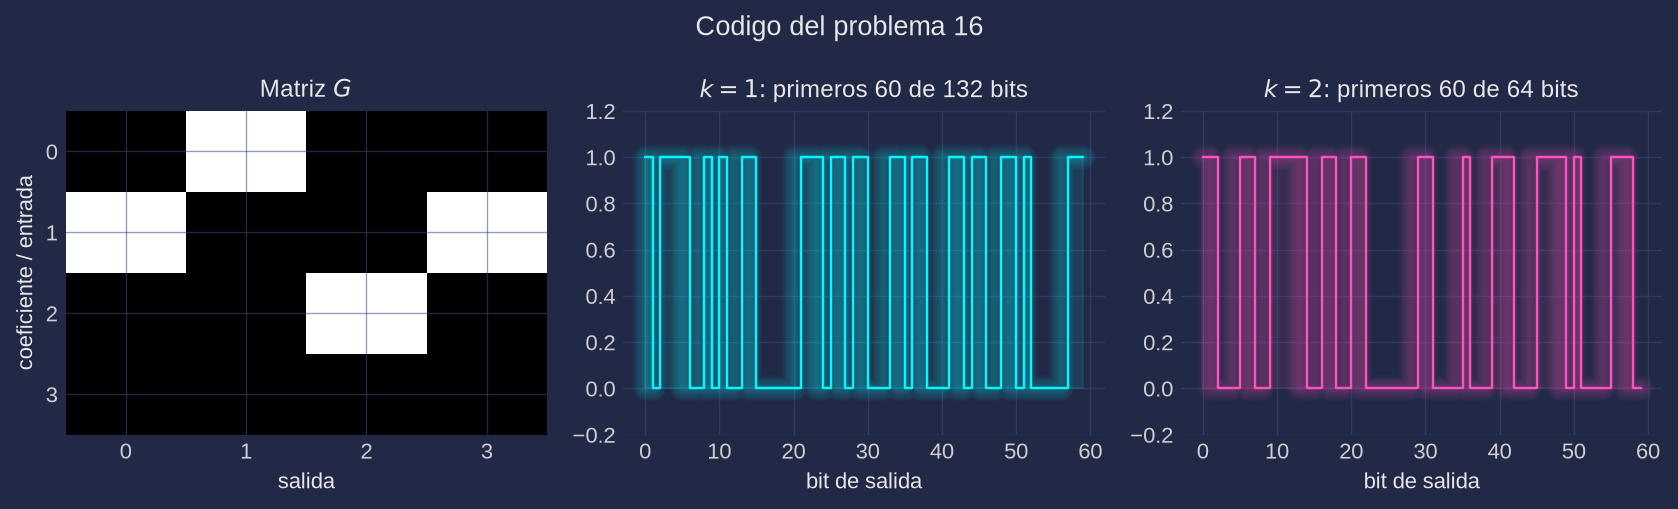 Codigo del problema 16
Matriz G
coeficiente / entrada
0
1
2
3
0 1 2 3
salida
k = 1: primeros 60 de 132 bits
1.2
1.0
0.8
0.6
0.4
0.2
0.0
−0.2
0 10 20 30 40 50 60
bit de salida
k = 2: primeros 60 de 64 bits
1.2
1.0
0.8
0.6
0.4
0.2
0.0
−0.2
0 10 20 30 40 50 60
bit de salida